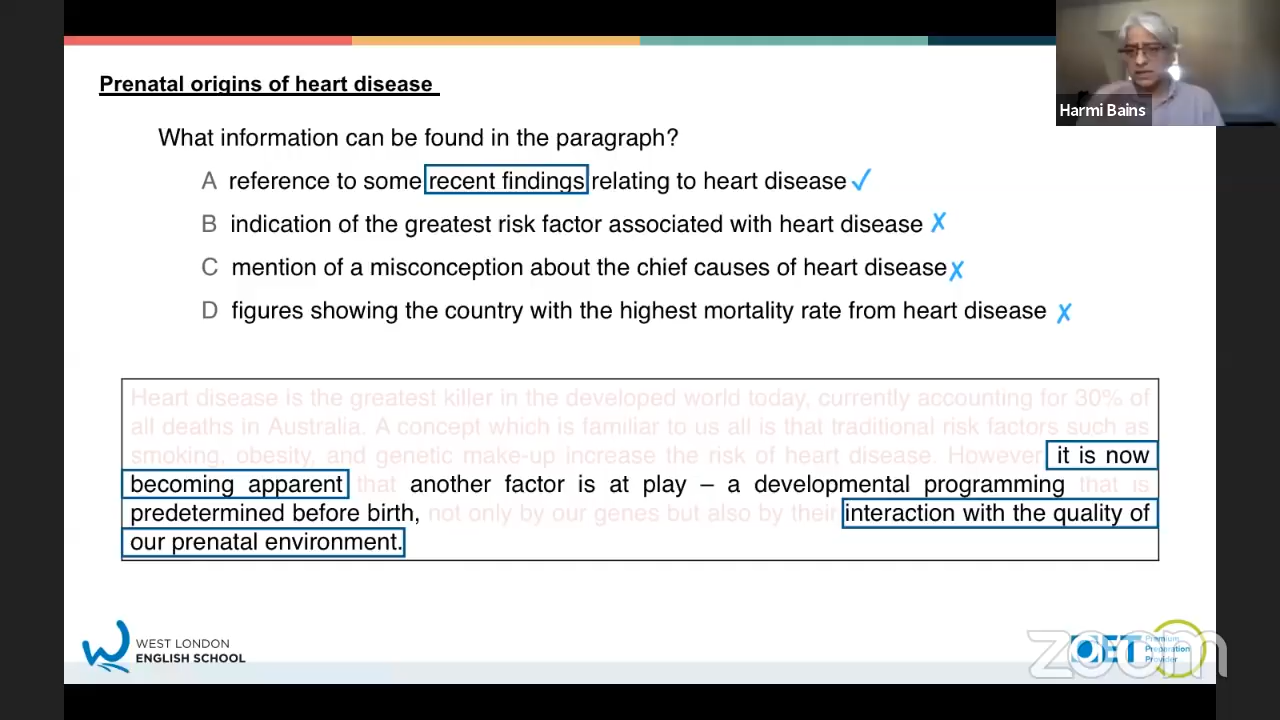 Harmi Bains
Prenatal origins of heart disease
What information can be found in the paragraph?
A reference to some recent findings relating to heart disease ✓
B indication of the greatest risk factor associated with heart disease ✗
C mention of a misconception about the chief causes of heart disease ✗
D figures showing the country with the highest mortality rate from heart disease ✗
Heart disease is the greatest killer in the developed world today, currently accounting for 30% of
all deaths in Australia. A concept which is familiar to us all is that traditional risk factors such as
smoking, obesity, and genetic make-up increase the risk of heart disease. However it is now
becoming apparent that another factor is at play – a developmental programming that is
predetermined before birth, not only by our genes but also by their interaction with the quality of
our prenatal environment.
WEST LONDON
ENGLISH SCHOOL
OET
Premium
Preparation
Provider
zoom